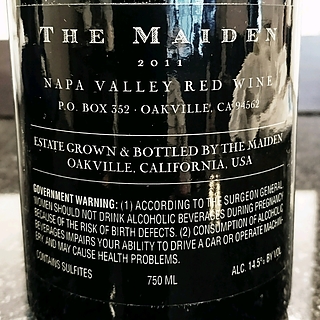 THE MAIDEN
2011
NAPA VALLEY RED WINE
P.O. BOX 352 · OAKVILLE, CA 94562
ESTATE GROWN & BOTTLED BY THE MAIDEN
OAKVILLE, CALIFORNIA, USA
GOVERNMENT WARNING: (1) ACCORDING TO THE SURGEON GENERAL,
WOMEN SHOULD NOT DRINK ALCOHOLIC BEVERAGES DURING PREGNANCY
BECAUSE OF THE RISK OF BIRTH DEFECTS. (2) CONSUMPTION OF ALCOHOLIC
BEVERAGES IMPAIRS YOUR ABILITY TO DRIVE A CAR OR OPERATE MACHIN-
ERY, AND MAY CAUSE HEALTH PROBLEMS.
CONTAINS SULFITES 750 ML ALC. 14.5% BY VOL